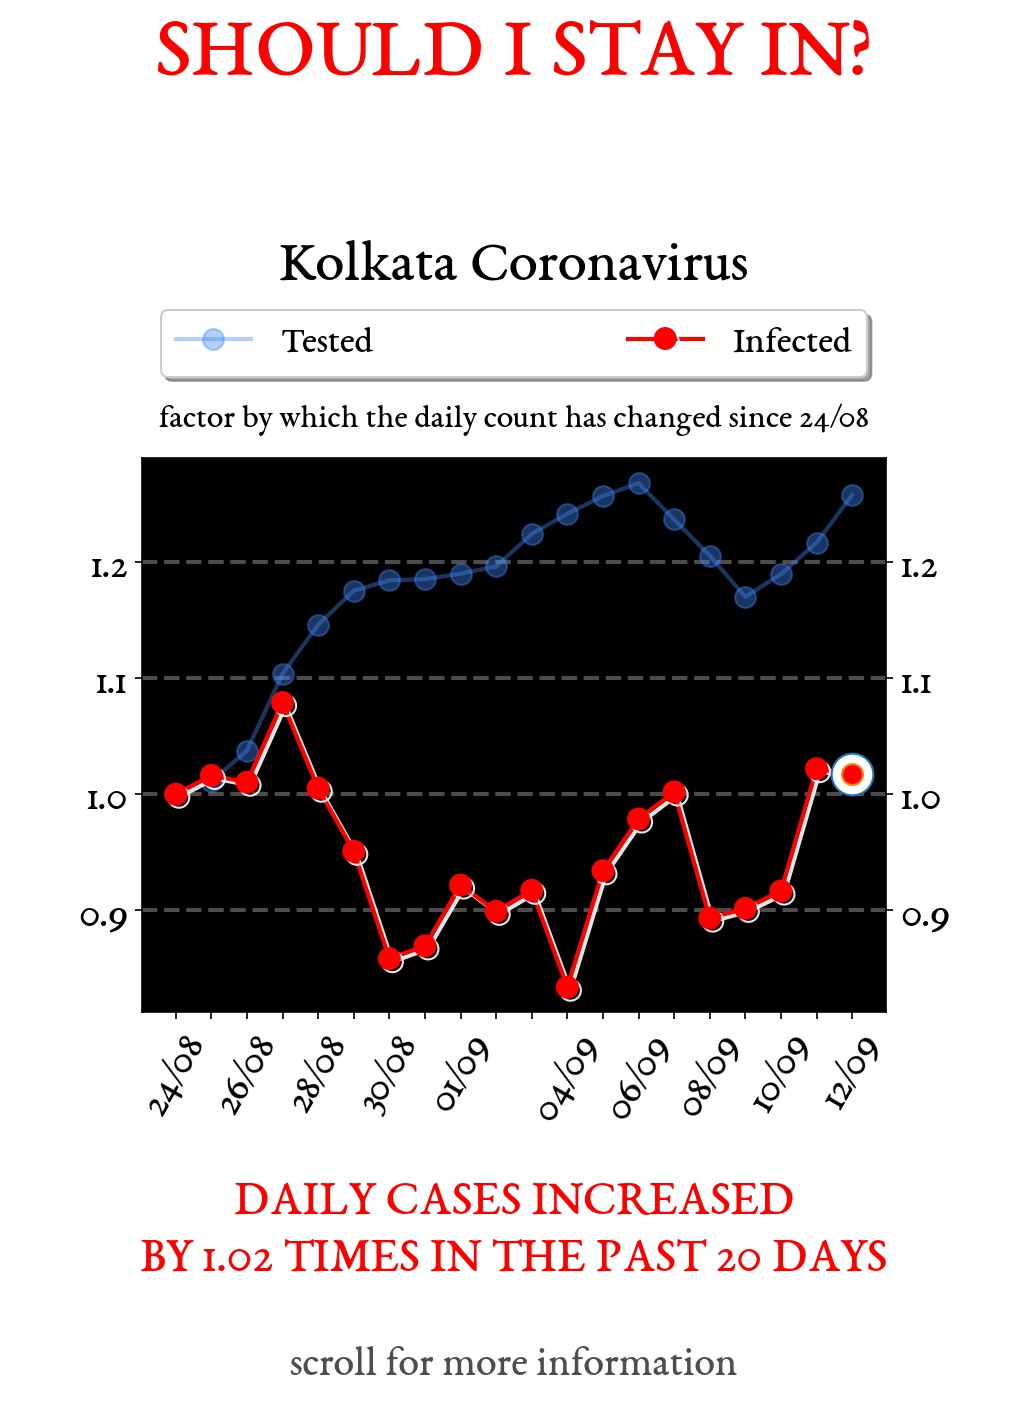 SHOULD I STAY IN?
Kolkata Coronavirus
Tested Infected
factor by which the daily count has changed since 24/08
1.2 1.2
1.1 1.1
1.0 1.0
0.9 0.9
24/08 26/08 28/08 30/08 01/09 04/09 06/09 08/09 10/09 12/09
DAILY CASES INCREASED
BY 1.02 TIMES IN THE PAST 20 DAYS
scroll for more information